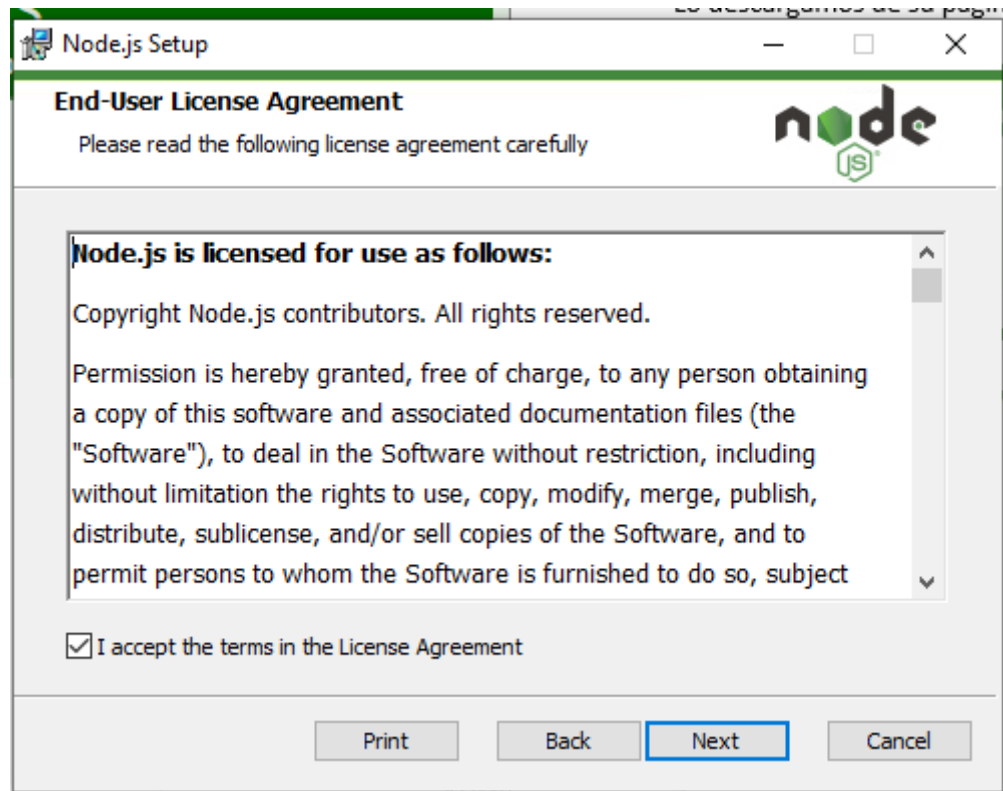 Lo descargamos de su págin
Node.js Setup
End-User License Agreement
Please read the following license agreement carefully
node
JS
Node.js is licensed for use as follows:
Copyright Node.js contributors. All rights reserved.
Permission is hereby granted, free of charge, to any person obtaining
a copy of this software and associated documentation files (the
"Software"), to deal in the Software without restriction, including
without limitation the rights to use, copy, modify, merge, publish,
distribute, sublicense, and/or sell copies of the Software, and to
permit persons to whom the Software is furnished to do so, subject
I accept the terms in the License Agreement
Print
Back
Next
Cancel